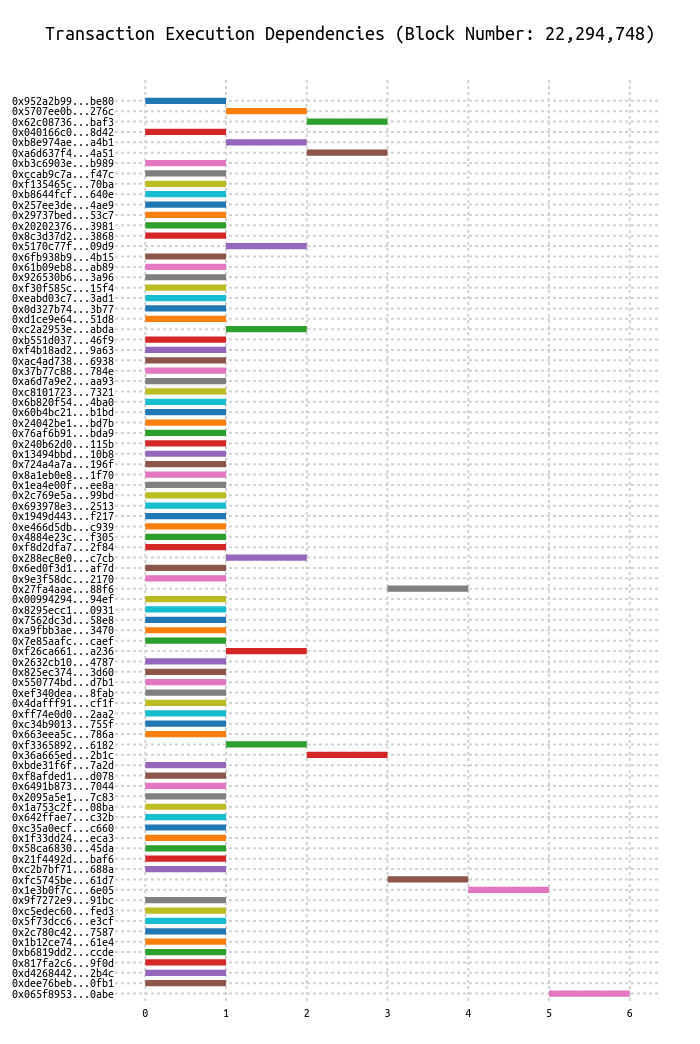 Transaction Execution Dependencies (Block Number: 22,294,748)
0x952a2b99...be80
0x5707ee0b...276c
0x62c08736...baf3
0x040166c0...8d42
0xb8e974ae...a4b1
0xa6d637f4...4a51
0xb3c6903e...b989
0xccab9c7a...f47c
0xf135465c...70ba
0xb8644fcf...640e
0x257ee3de...4ae9
0x29737bed...53c7
0x20202376...3981
0x8c3d37d2...3868
0x5170c77f...09d9
0x6fb938b9...4b15
0x61b09eb8...ab89
0x926530b6...3a96
0xf30f585c...15f4
0xeabd03c7...3ad1
0x0d327b74...3b77
0xd1ce9e64...51d8
0xc2a2953e...abda
0xb551d037...46f9
0xf4b18ad2...9a63
0xac4ad738...6938
0x37b77c88...784e
0xa6d7a9e2...aa93
0xc8101723...7321
0x6b820f54...4ba0
0x60b4bc21...b1bd
0x24042be1...bd7b
0x76af6b91...bda9
0x240b62d0...115b
0x13494bbd...10b8
0x724a4a7a...196f
0x8a1eb0e8...1f70
0x1ea4e00f...ee8a
0x2c769e5a...99bd
0x693978e3...2513
0x1949d443...f217
0xe466d5db...c939
0x4884e23c...f305
0xf8d2dfa7...2f84
0x288ec8e0...c7cb
0x6ed0f3d1...af7d
0x9e3f58dc...2170
0x27fa4aae...88f6
0x00994294...94ef
0x8295ecc1...0931
0x7562dc3d...58e8
0xa9fbb3ae...3470
0x7e85aafc...caef
0xf26ca661...a236
0x2632cb10...4787
0x825ec374...3d60
0x550774bd...d7b1
0xef340dea...8fab
0x4dafff91...cf1f
0xff74e0d0...2aa2
0xc34b9013...755f
0x663eea5c...786a
0xf3365892...6182
0x36a665ed...2b1c
0xbde31f6f...7a2d
0xf8afded1...d078
0x6491b873...7044
0x2095a5e1...7c83
0x1a753c2f...08ba
0x642ffae7...c32b
0xc35a0ecf...c660
0x1f33dd24...eca3
0x58ca6830...45da
0x21f4492d...baf6
0xc2b7bf71...688a
0xfc5745be...61d7
0x1e3b0f7c...6e05
0x9f7272e9...91bc
0xc5edec60...fed3
0x5f73dcc6...e3cf
0x2c780c42...7587
0x1b12ce74...61e4
0xb6819dd2...ccde
0x817fa2c6...9f0d
0xd4268442...2b4c
0xdee76beb...0fb1
0x065f8953...0abe
0 1 2 3 4 5 6